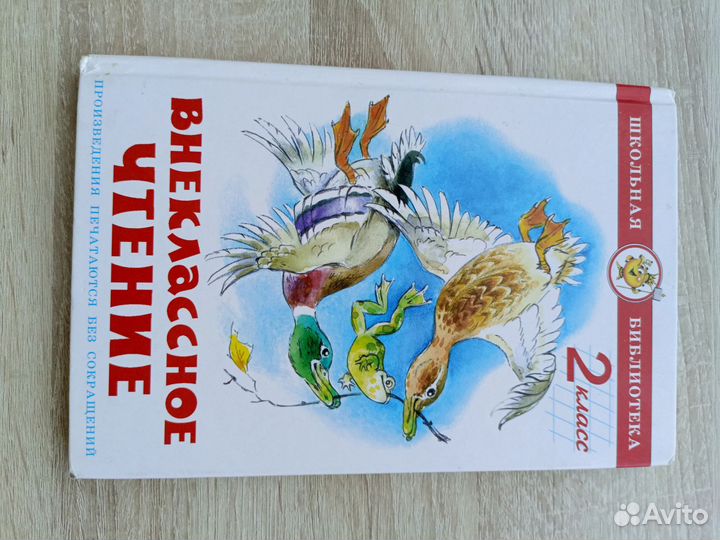 ШКОЛЬНАЯ БИБЛИОТЕКА
2 класс
ВНЕКЛАССНОЕ
ЧТЕНИЕ
ПРОИЗВЕДЕНИЯ ПЕЧАТАЮТСЯ БЕЗ СОКРАЩЕНИЙ
Avito